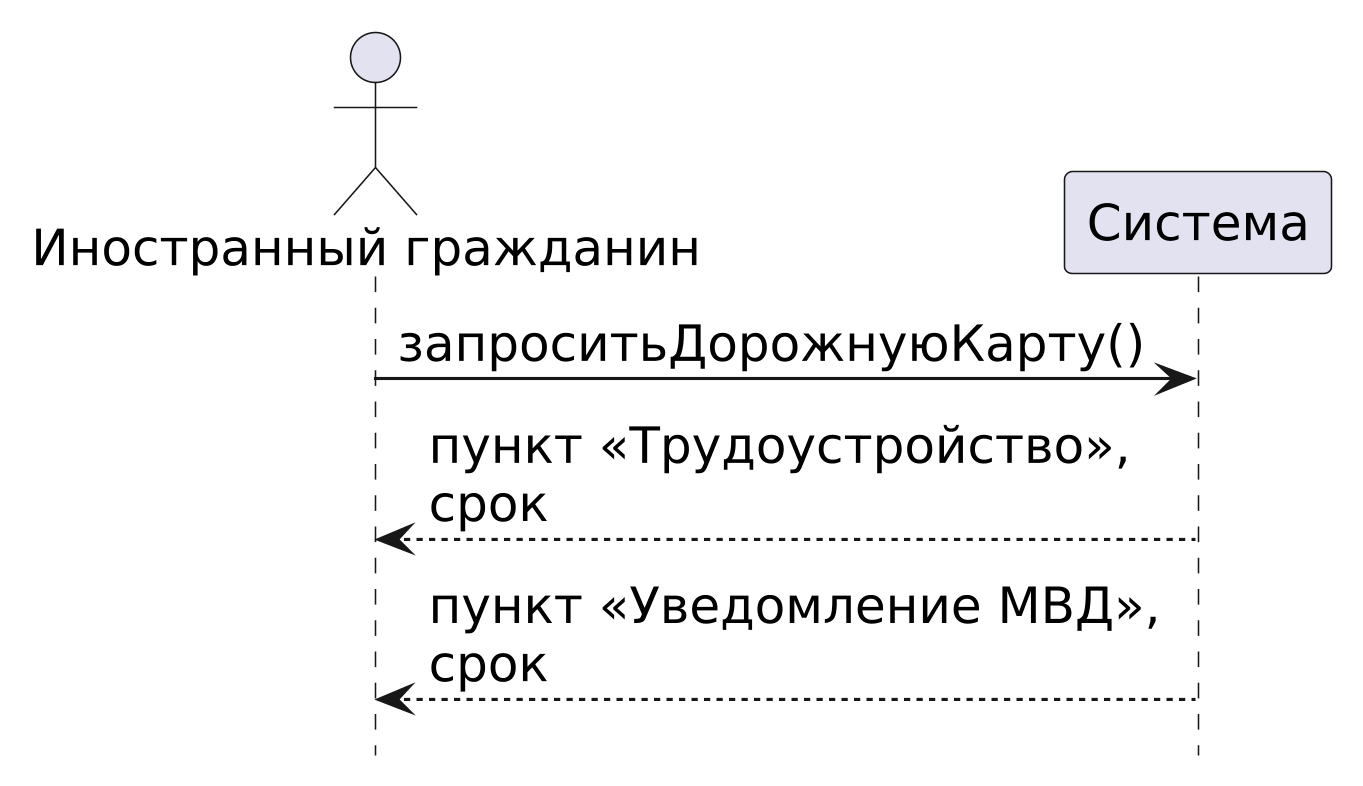 Иностранный гражданин
Система
запроситьДорожнуюКарту()
пункт «Трудоустройство»,
срок
пункт «Уведомление МВД»,
срок